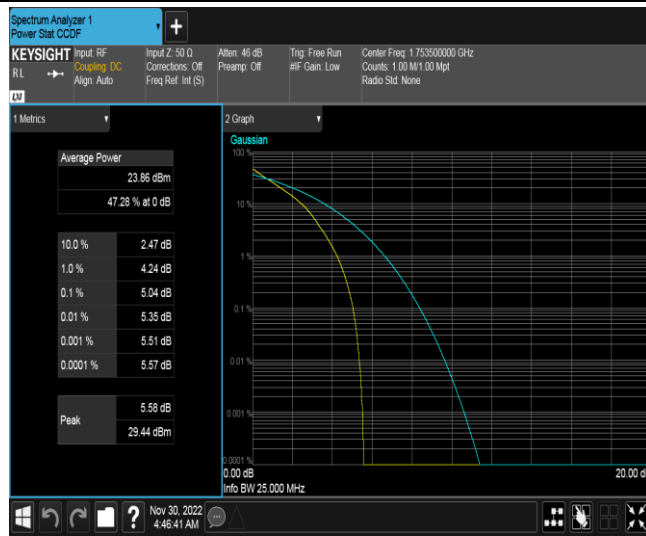 Spectrum Analyzer 1
Power Stat CCDF
+
KEYSIGHT
RL
LXI
Input: RF
Coupling: DC
Align: Auto
Input Z: 50 Ω
Corrections: Off
Freq Ref: Int (S)
Atten: 46 dB
Preamp: Off
Trig: Free Run
#IF Gain: Low
Center Freq: 1.753500000 GHz
Counts: 1.00 M/1.00 Mpt
Radio Std: None
1 Metrics
Average Power
23.86 dBm
47.28 % at 0 dB
10.0 % 2.47 dB
1.0 % 4.24 dB
0.1 % 5.04 dB
0.01 % 5.35 dB
0.001 % 5.51 dB
0.0001 % 5.57 dB
Peak
5.58 dB
29.44 dBm
2 Graph
Gaussian
100 %
10 %
1 %
0.1 %
0.01 %
0.001 %
0.0001 %
0.00 dB
20.00 d
Info BW 25.000 MHz
?
Nov 30, 2022
4:46:41 AM